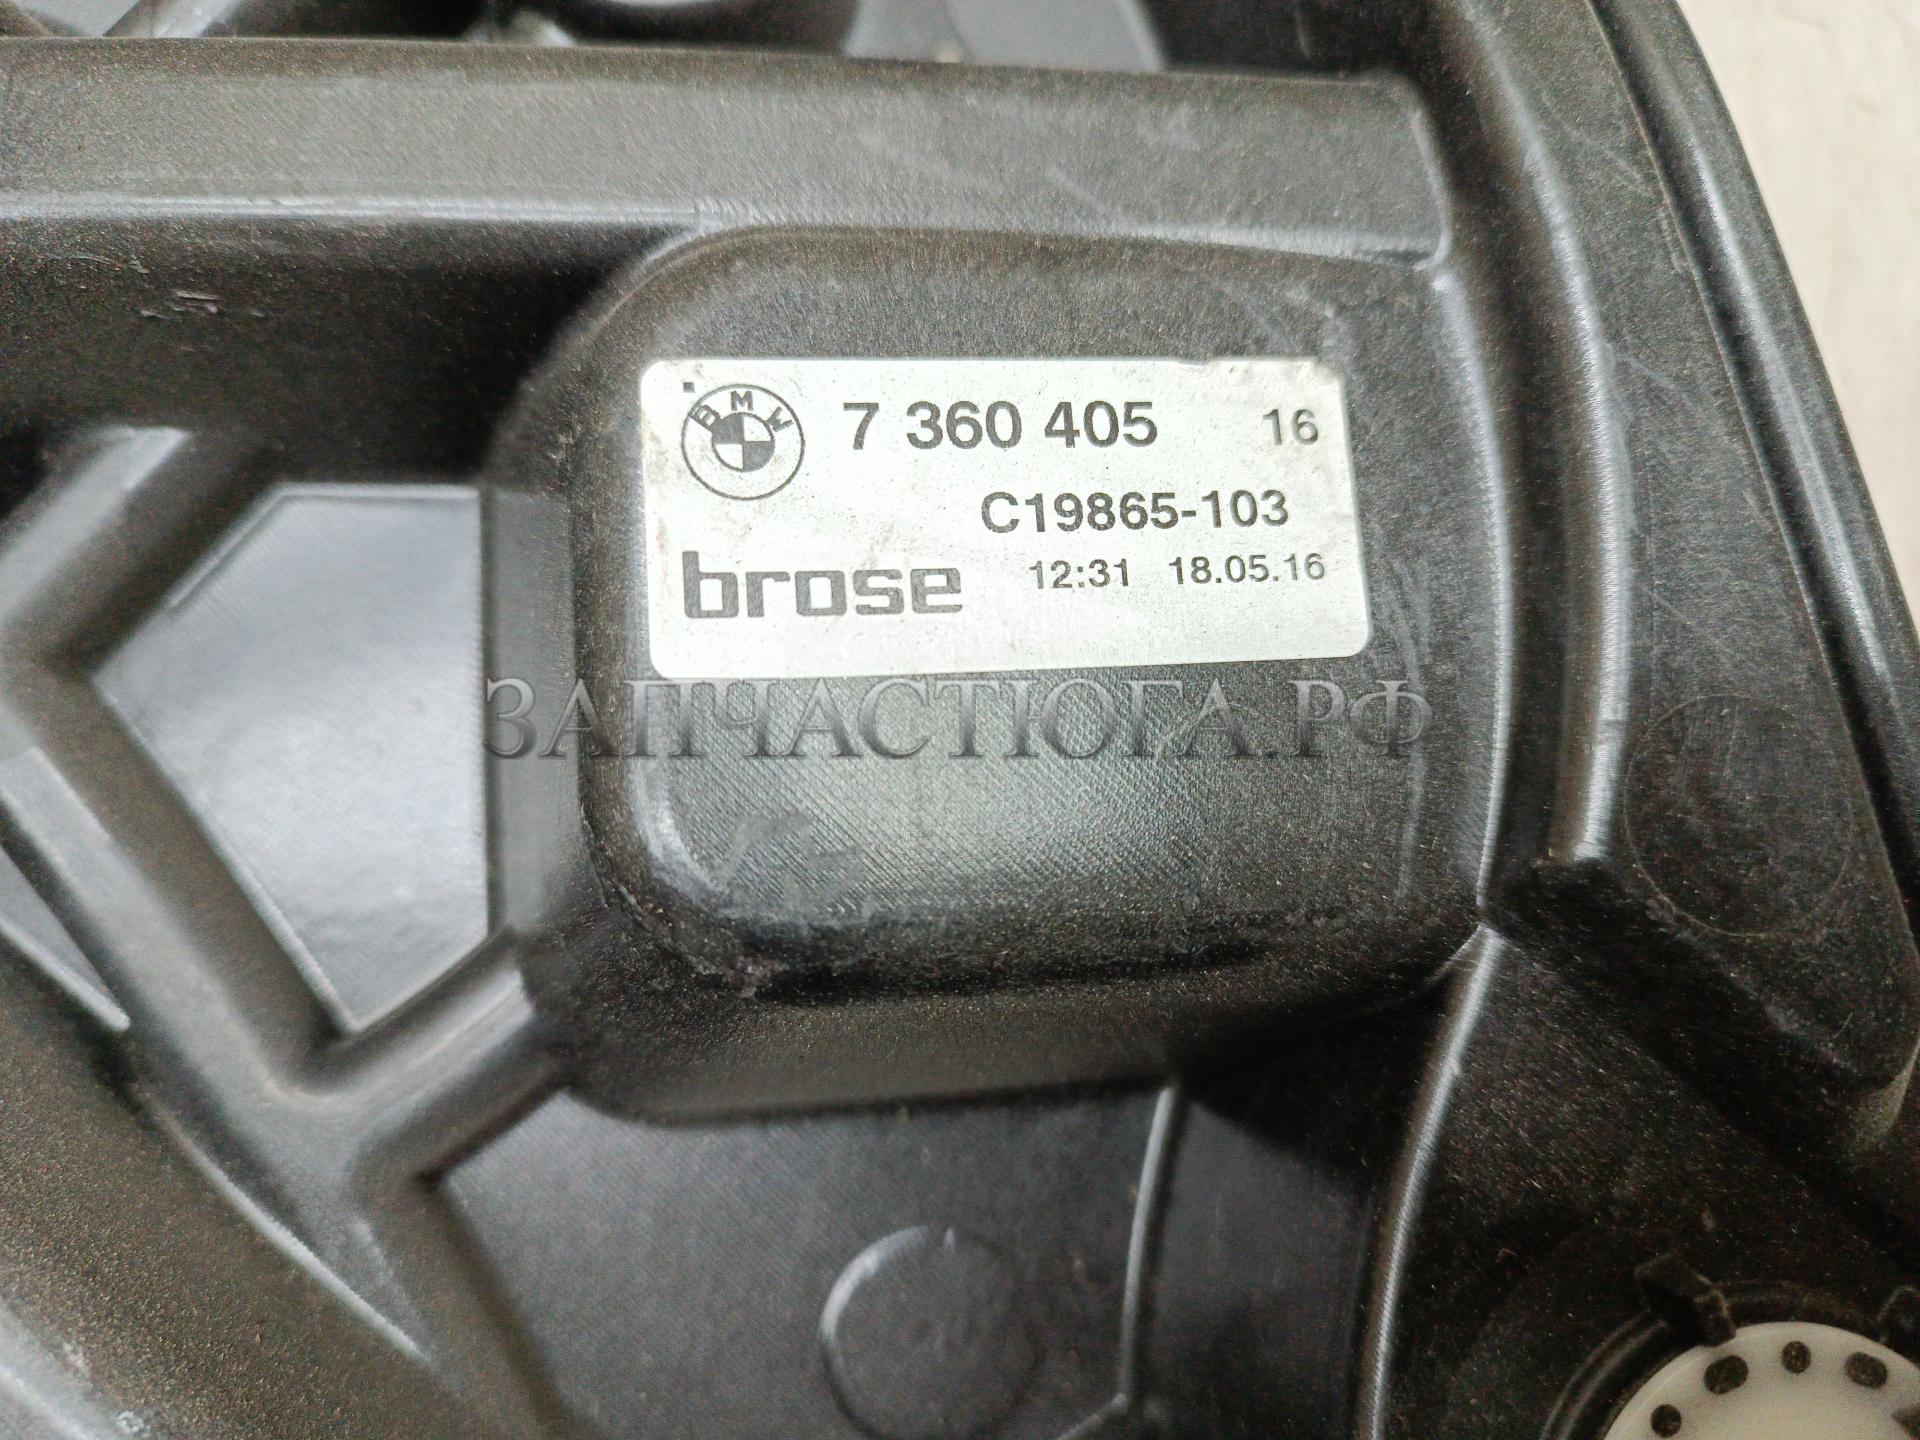 BMW 7 360 405 16
C19865-103
brose 12:31 18.05.16
ЗАПЧАСТЮГА.РФ